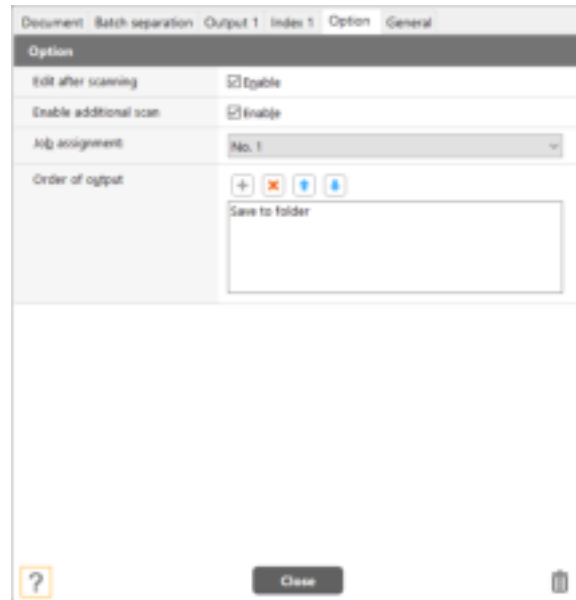 Document Batch separation Output 1 Index 1 Option General
Option
Edit after scanning Enable
Enable additional scan Enable
Job assignment No. 1
Order of output
Save to folder
? Close